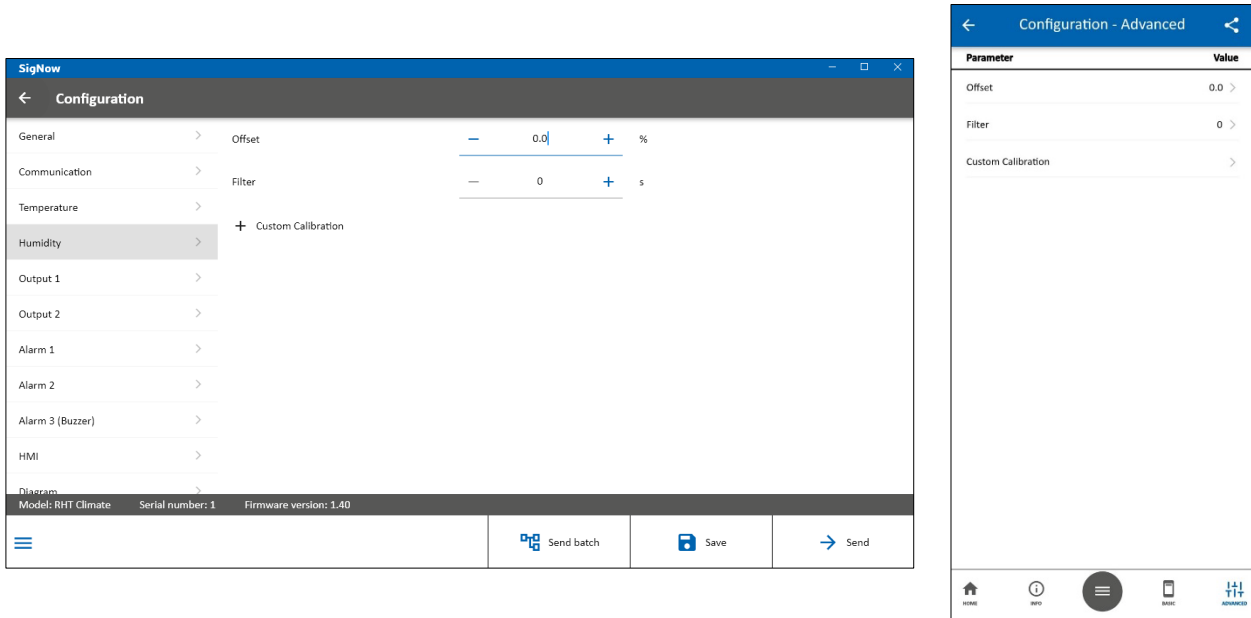 SigNow
Configuration
General
Communication
Temperature
Humidity
Output 1
Output 2
Alarm 1
Alarm 2
Alarm 3 (Buzzer)
HMI
Diagram
Offset 0.0 %
Filter 0 s
+ Custom Calibration
Model: RHT Climate Serial number: 1 Firmware version: 1.40
Send batch Save Send
Configuration - Advanced
Parameter Value
Offset 0.0
Filter 0
Custom Calibration
HOME INFO BASIC ADVANCED